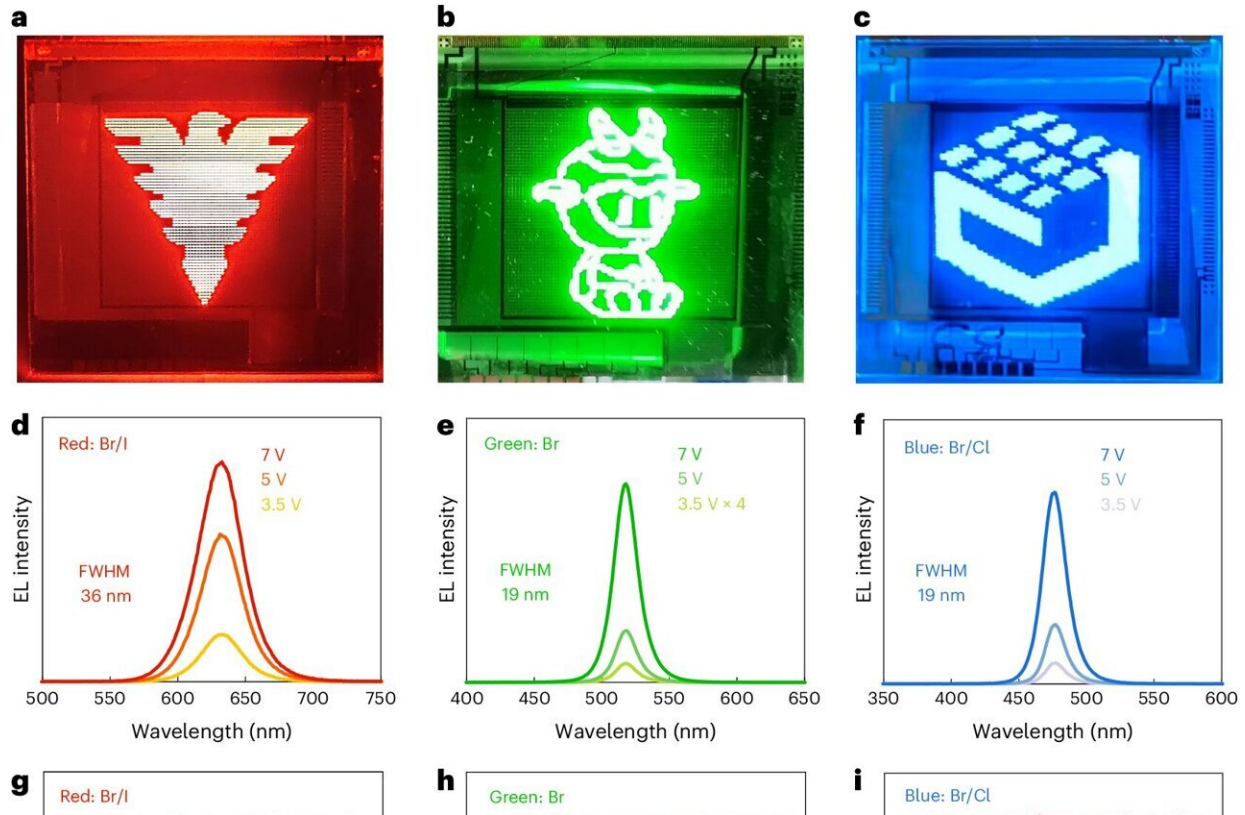 a
b
c
d
Red: Br/I
7 V
5 V
3.5 V
FWHM
36 nm
EL intensity
500 550 600 650 700 750
Wavelength (nm)
e
Green: Br
7 V
5 V
3.5 V × 4
FWHM
19 nm
EL intensity
400 450 500 550 600 650
Wavelength (nm)
f
Blue: Br/Cl
7 V
5 V
3.5 V
FWHM
19 nm
EL intensity
350 400 450 500 550 600
Wavelength (nm)
g
Red: Br/I
h
Green: Br
i
Blue: Br/Cl